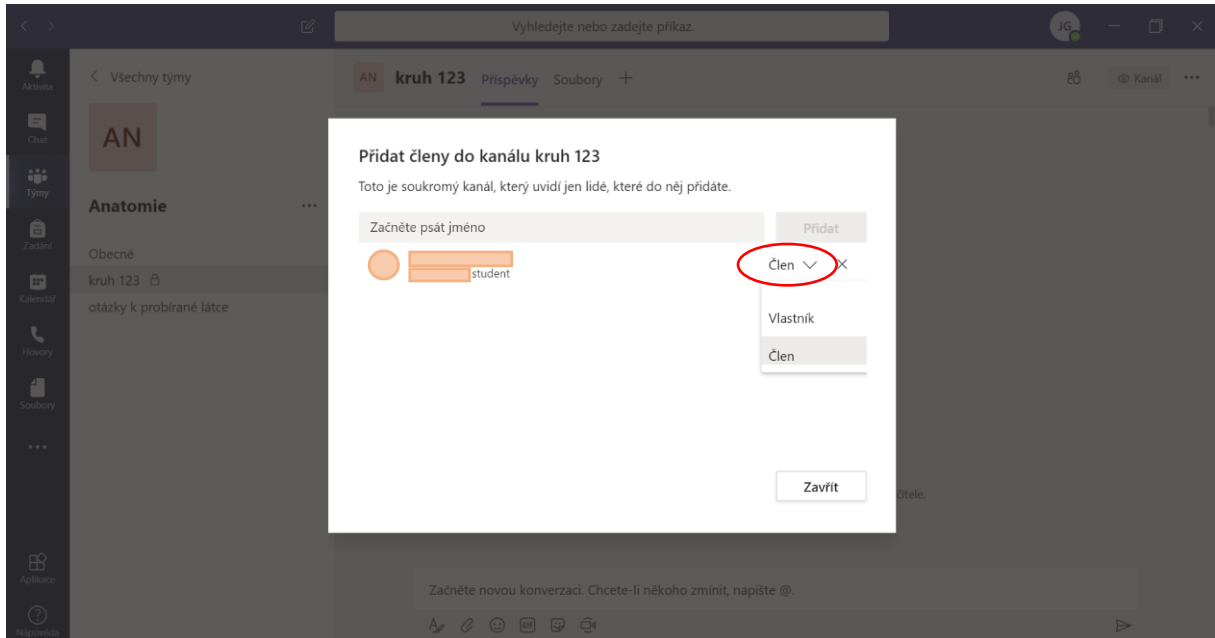 Vyhledejte nebo zadejte příkaz.
JG
Aktivita
Chat
Týmy
Zadání
Kalendář
Hovory
Soubory
Aplikace
Nápověda
Všechny týmy
AN
Anatomie
Obecné
kruh 123
otázky k probírané látce
AN kruh 123 Příspěvky Soubory
Kanál
Přidat členy do kanálu kruh 123
Toto je soukromý kanál, který uvidí jen lidé, které do něj přidáte.
Začněte psát jméno Přidat
student
Člen
Vlastník
Člen
Zavřít
čitele.
Začněte novou konverzaci. Chcete-li někoho zmínit, napište @.
GIF